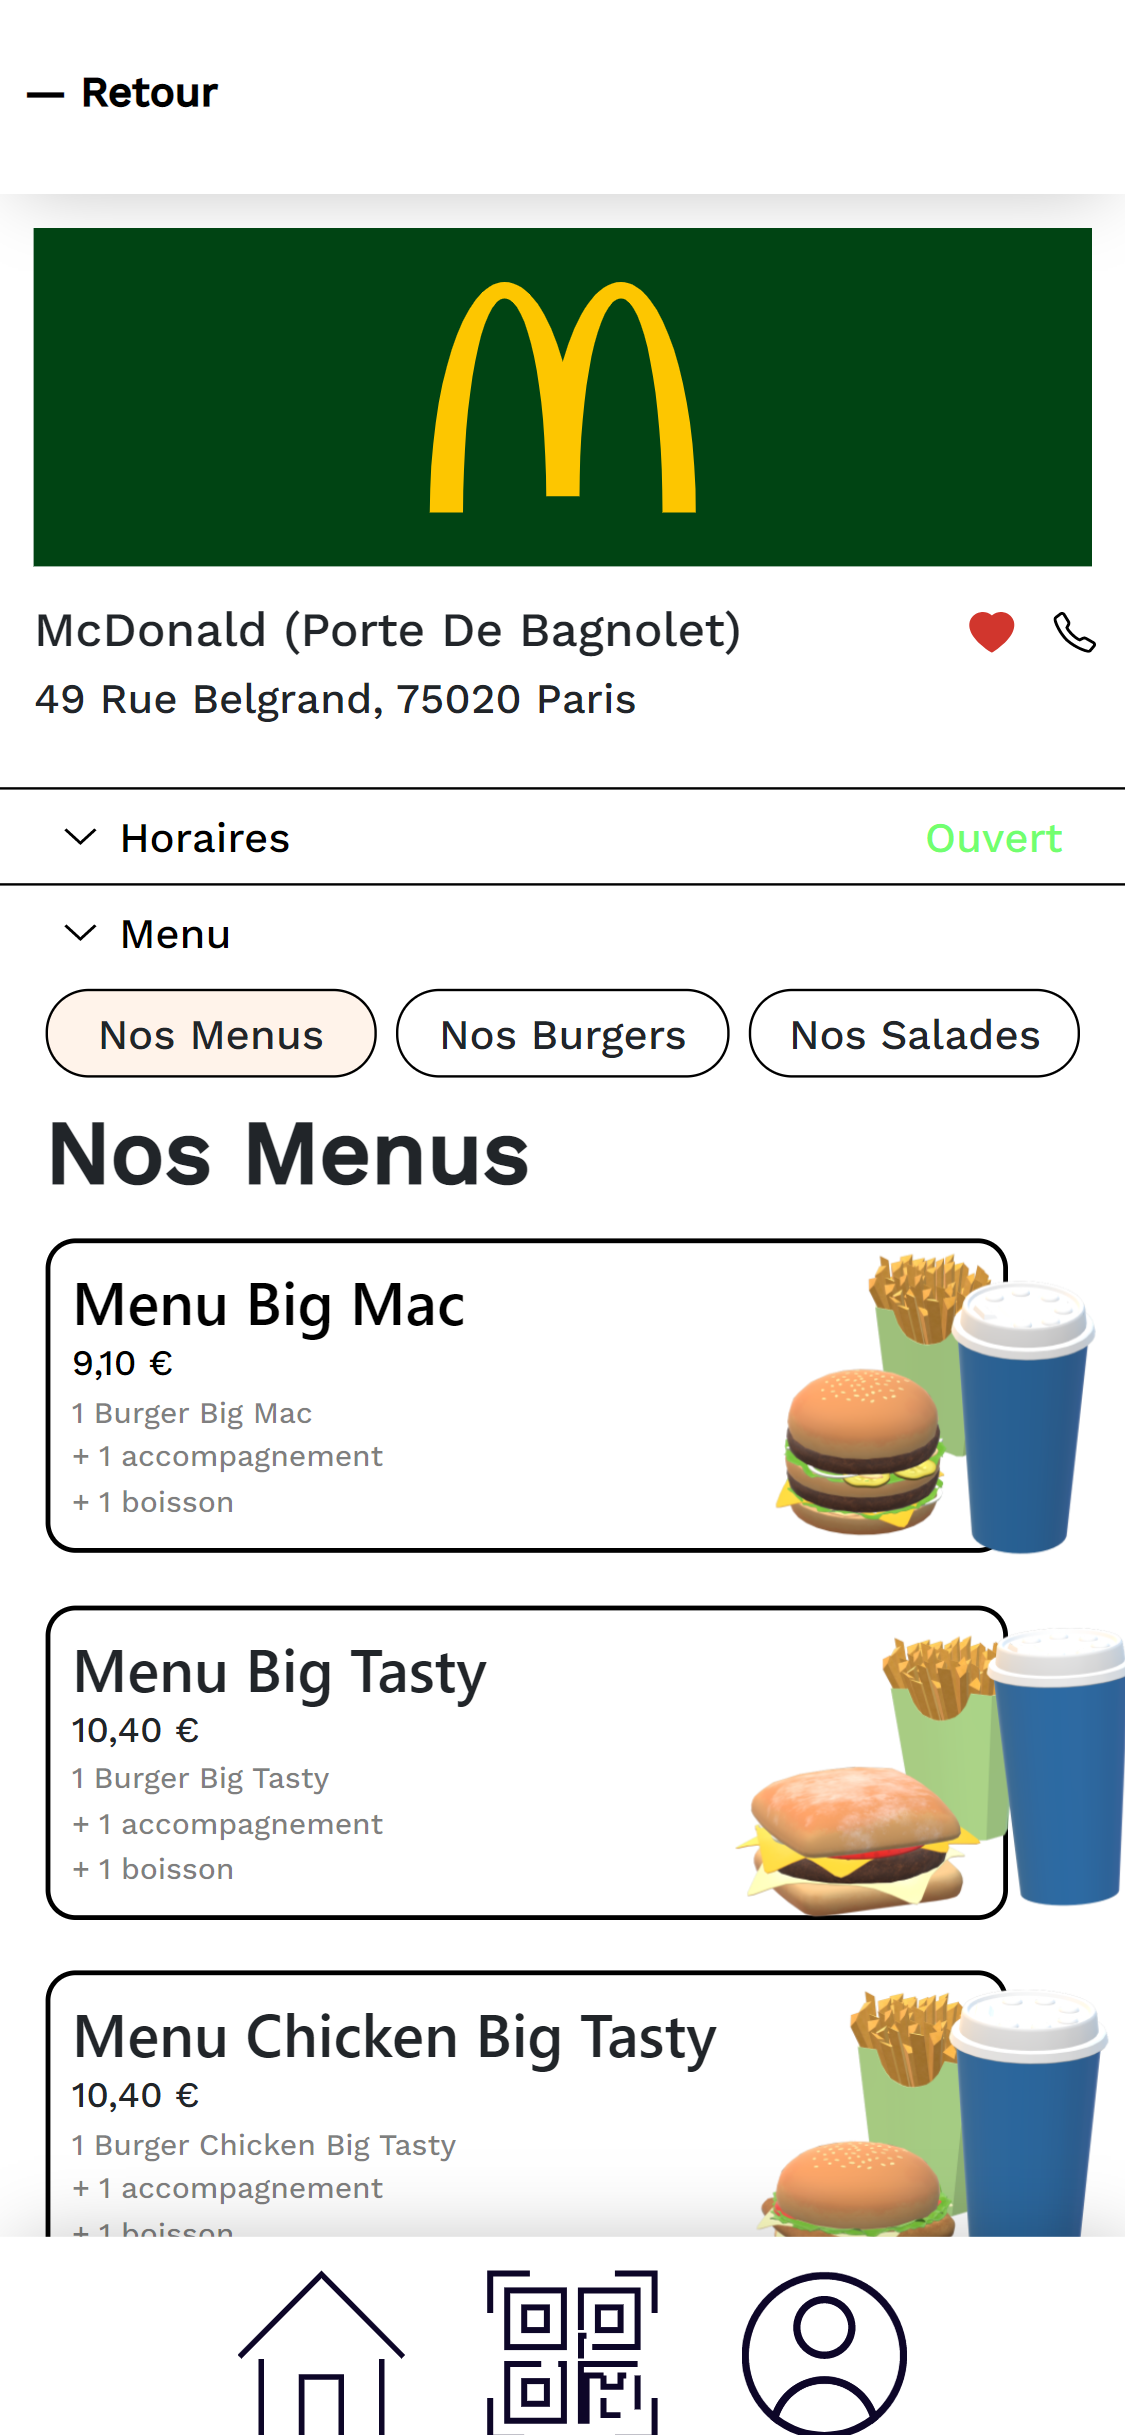 — Retour
McDonald (Porte De Bagnolet)
49 Rue Belgrand, 75020 Paris
Horaires
Ouvert
Menu
Nos Menus
Nos Burgers
Nos Salades
Nos Menus
Menu Big Mac
9,10 €
1 Burger Big Mac
+ 1 accompagnement
+ 1 boisson
Menu Big Tasty
10,40 €
1 Burger Big Tasty
+ 1 accompagnement
+ 1 boisson
Menu Chicken Big Tasty
10,40 €
1 Burger Chicken Big Tasty
+ 1 accompagnement
+ 1 boisson